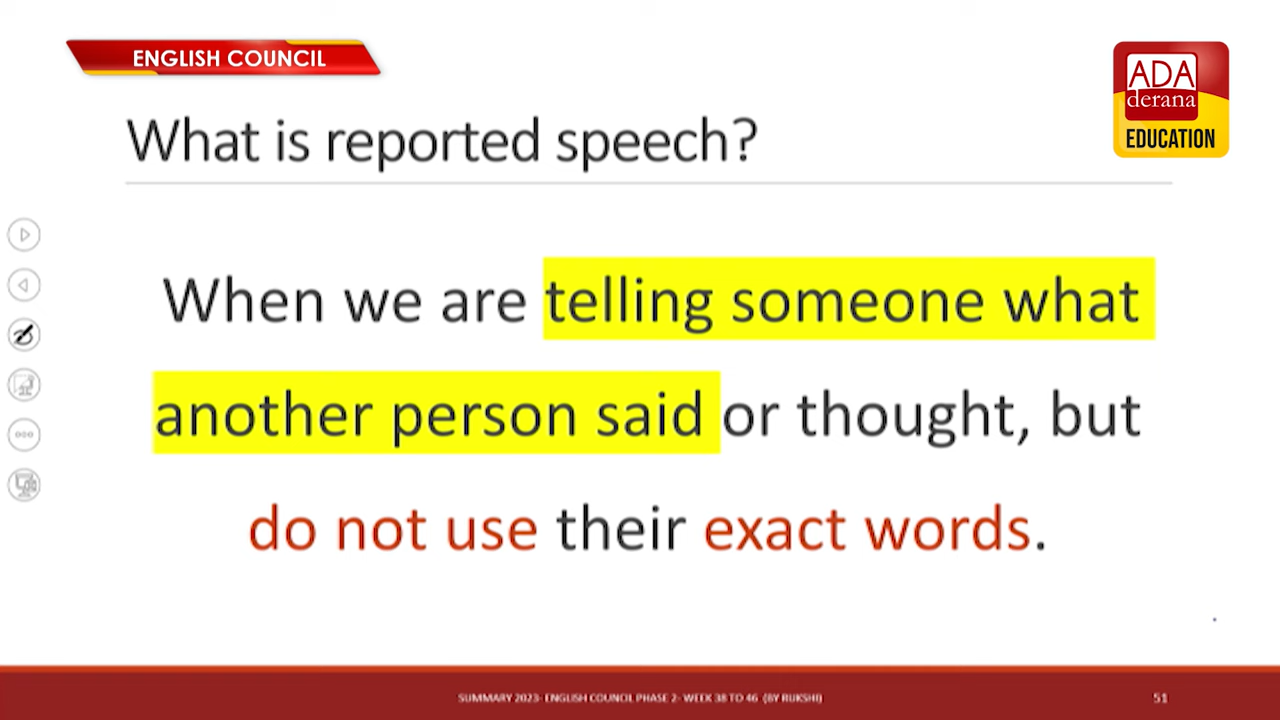 ENGLISH COUNCIL
ADA
derana
EDUCATION
What is reported speech?
When we are telling someone what
another person said or thought, but
do not use their exact words.
SUMMARY 2023- ENGLISH COUNCIL PHASE 2- WEEK 38 TO 46 (BY RUKSHI)
51